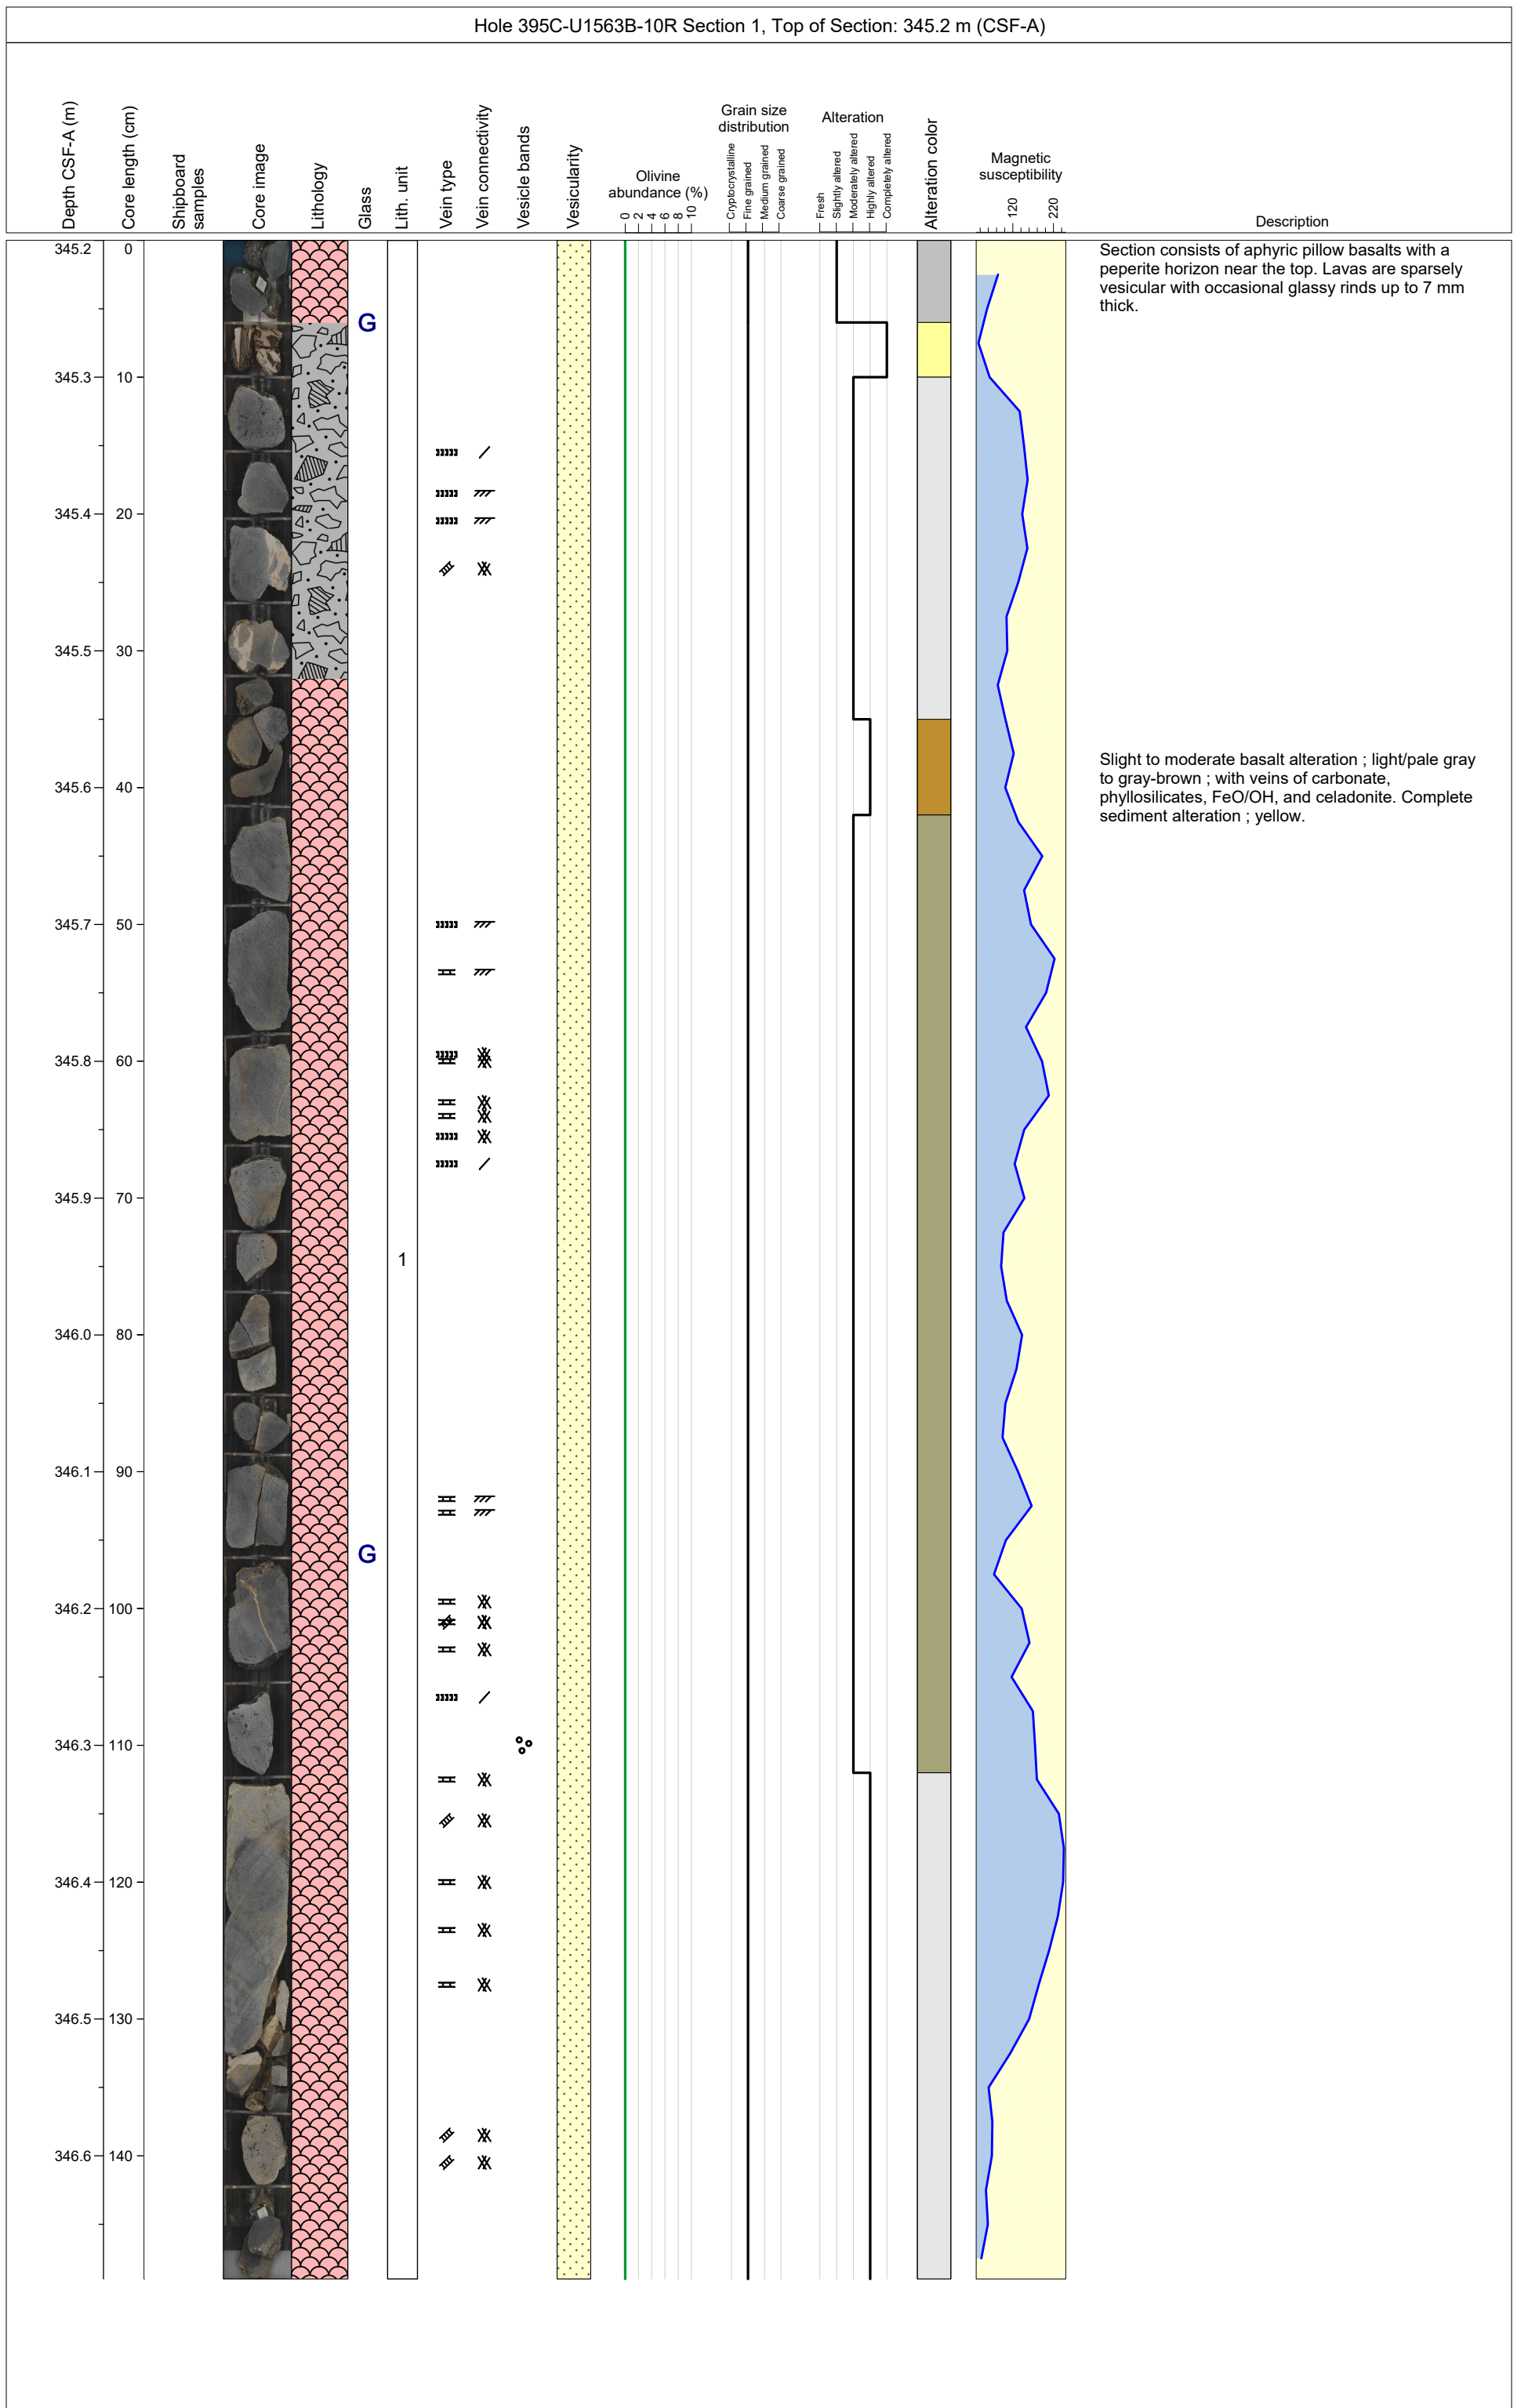 Hole 395C-U1563B-10R Section 1, Top of Section: 345.2 m (CSF-A)
Depth CSF-A (m)
Core length (cm)
Shipboard
samples
Core image
Lithology
Glass
Lith. unit
Vein type
Vein connectivity
Vesicle bands
Vesicularity
Olivine
abundance (%)
0 2 4 6 8 10
Grain size
distribution
Cryptocrystalline
Fine grained
Medium grained
Coarse grained
Alteration
Fresh
Slightly altered
Moderately altered
Highly altered
Completely altered
Alteration color
Magnetic
susceptibility
120 220
Description
345.2 0
Section consists of aphyric pillow basalts with a
peperite horizon near the top. Lavas are sparsely
vesicular with occasional glassy rinds up to 7 mm
thick.
G
345.3 10
345.4 20
345.5 30
Slight to moderate basalt alteration ; light/pale gray
to gray-brown ; with veins of carbonate,
phyllosilicates, FeO/OH, and celadonite. Complete
sediment alteration ; yellow.
345.6 40
345.7 50
345.8 60
345.9 70
1
346.0 80
346.1 90
G
346.2 100
346.3 110
346.4 120
346.5 130
346.6 140